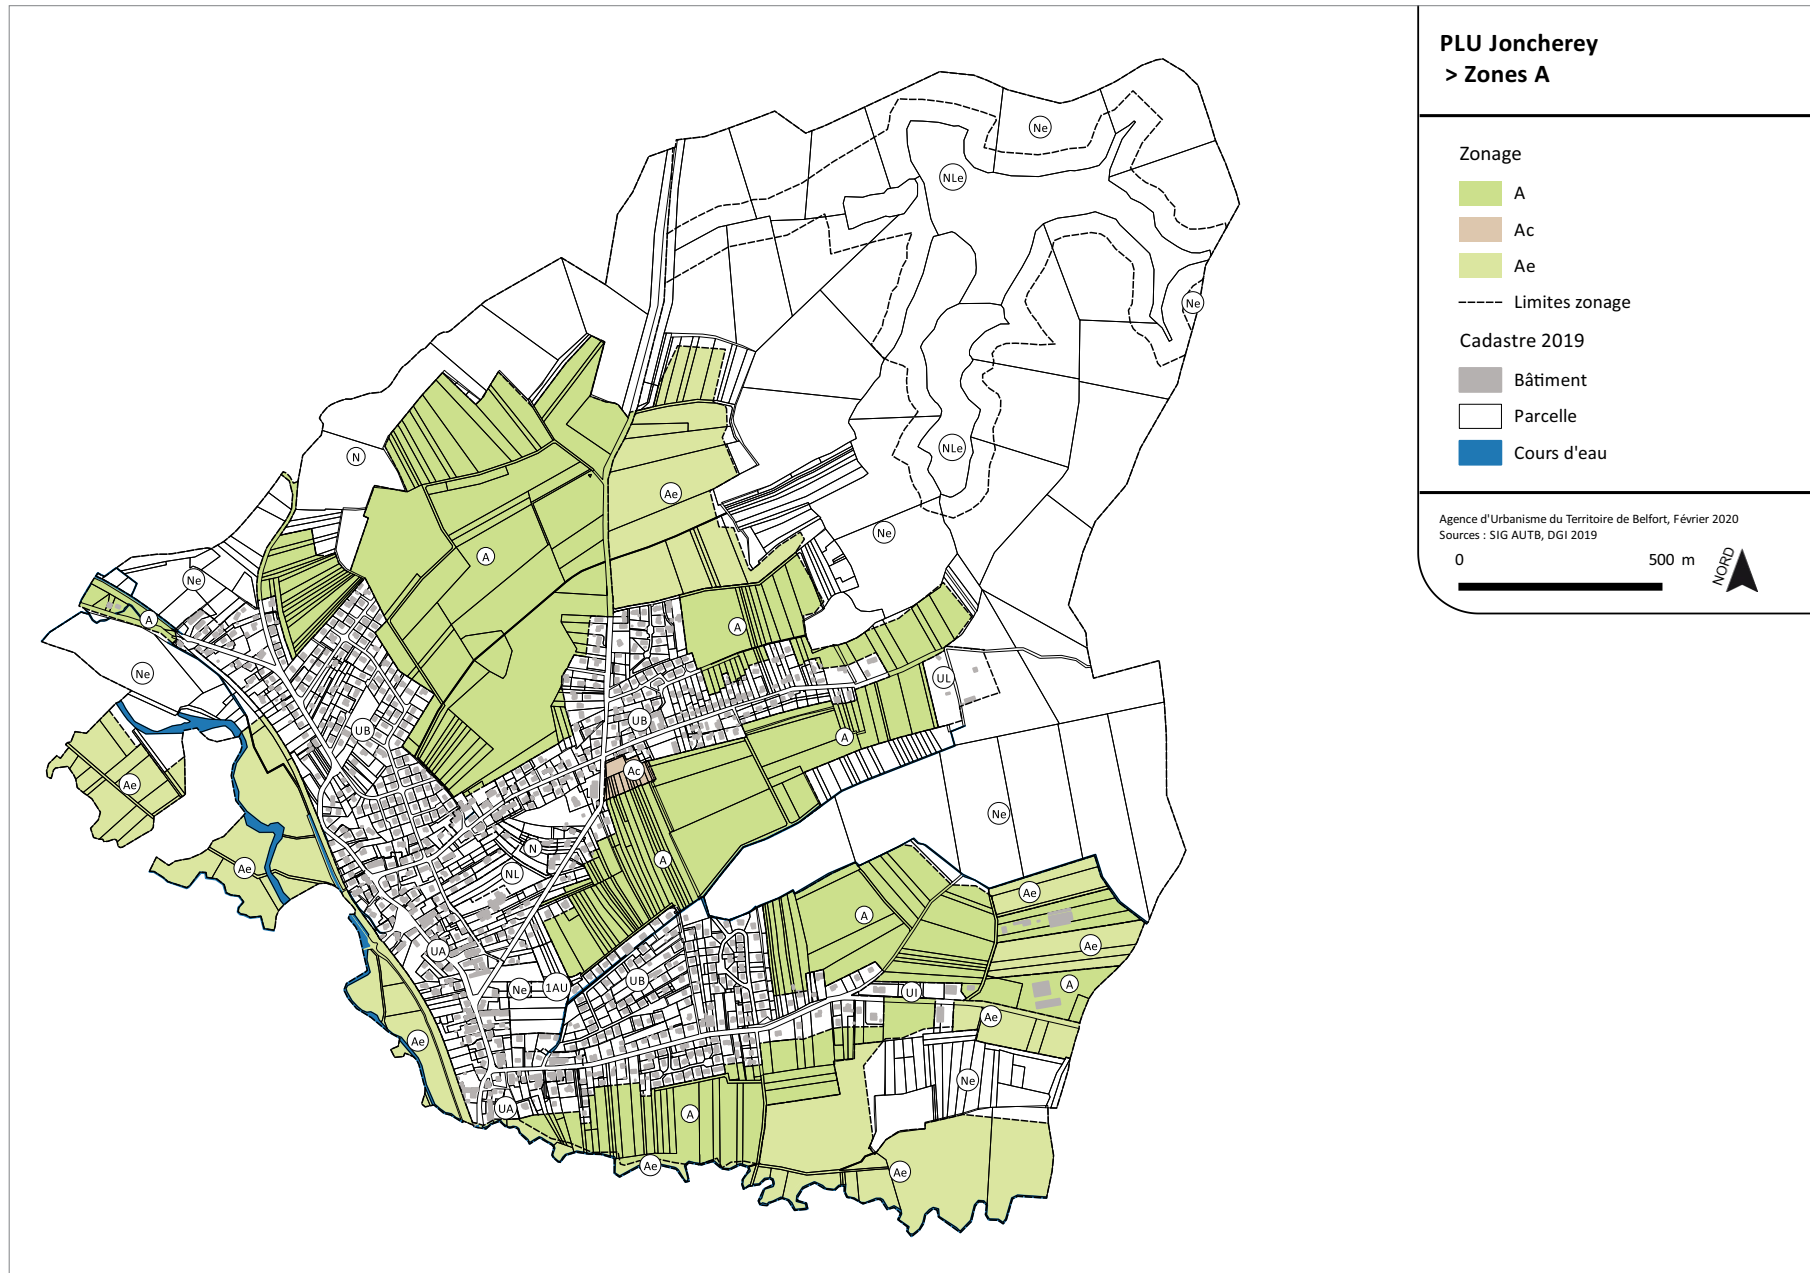 PLU Joncherey
> Zones A
Zonage
A
Ac
Ae
Limites zonage
Cadastre 2019
Bâtiment
Parcelle
Cours d'eau
Agence d'Urbanisme du Territoire de Belfort, Février 2020
Sources : SIG AUTB, DGI 2019
0 500 m
NORD
Ne
NLe
Ne
N
NLe
Ae
Ne
A
Ne
A
A
Ne
UL
UB
UB
A
Ac
Ae
Ne
N
A
Ae
NL
Ae
A
Ae
UA
UB
A
Ne
1AU
UI
Ae
Ae
Ne
UA
A
Ae
Ae